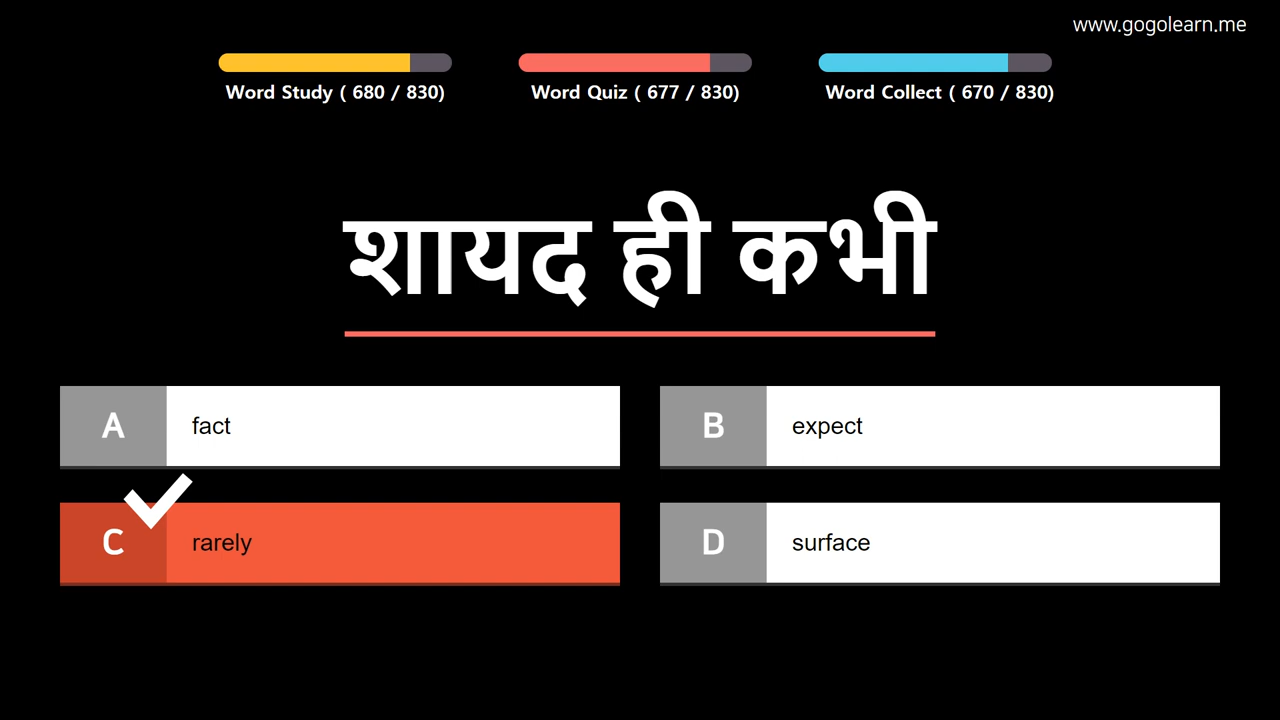 www.gogolearn.me
Word Study ( 680 / 830)
Word Quiz ( 677 / 830)
Word Collect ( 670 / 830)
शायद ही कभी
A fact
B expect
C rarely
D surface